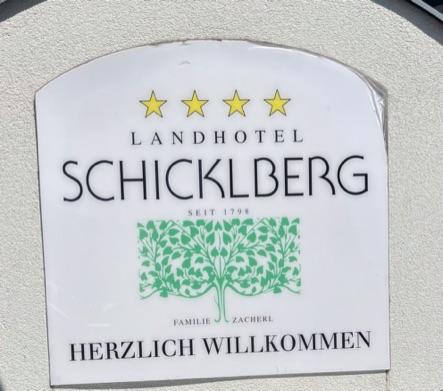 LANDHOTEL
SCHICKLBERG
SEIT 1798
FAMILIE ZACHERL
HERZLICH WILLKOMMEN